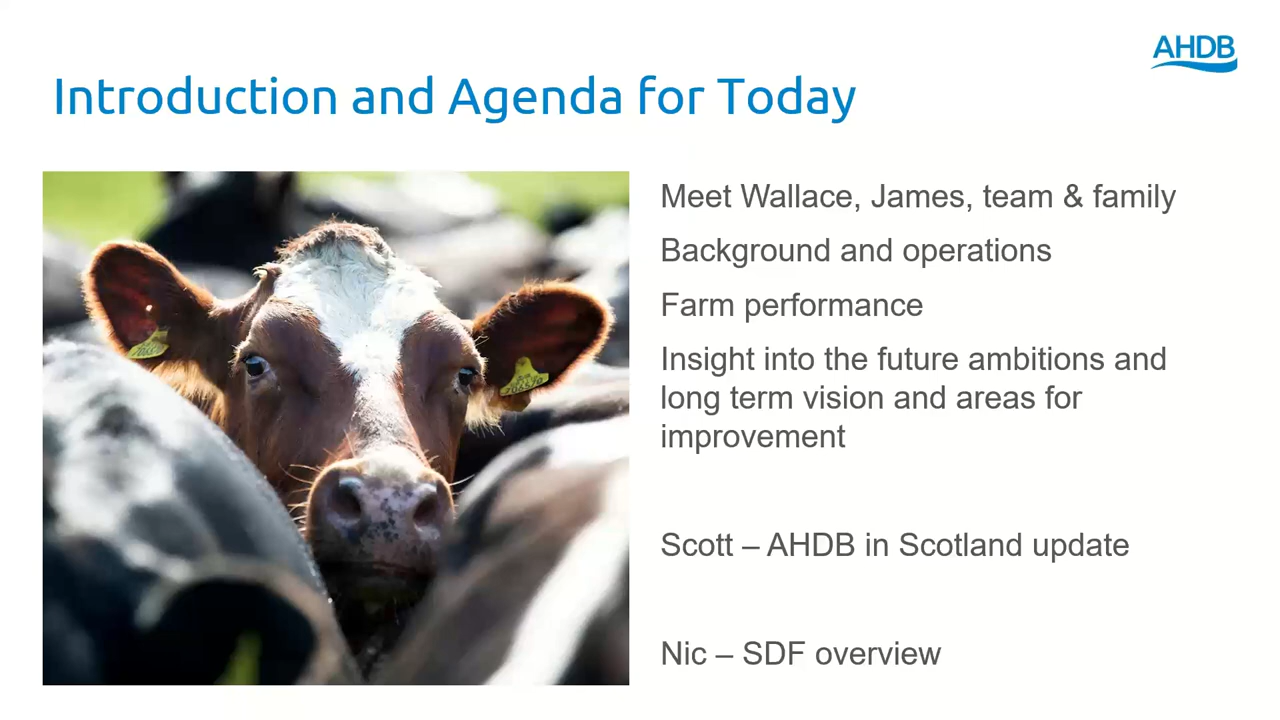 AHDB
Introduction and Agenda for Today
Meet Wallace, James, team & family
Background and operations
Farm performance
Insight into the future ambitions and
long term vision and areas for
improvement
Scott – AHDB in Scotland update
Nic – SDF overview